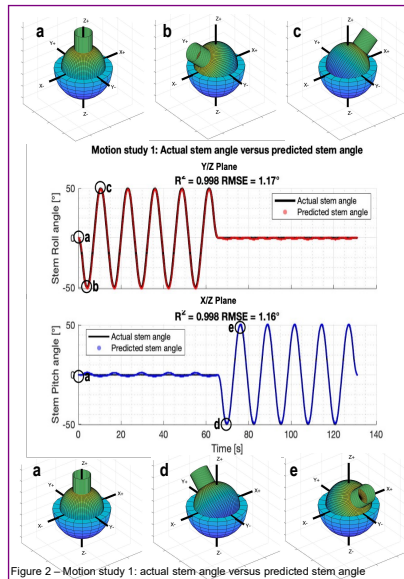 a
b
c
Z+
Y+
X+
X-
Y-
Z-
Z+
Y+
X+
X-
Y-
Z-
Z+
Y+
X+
X-
Y-
Z-
Motion study 1: Actual stem angle versus predicted stem angle
Y/Z Plane
R² = 0.998 RMSE = 1.17°
Stem Roll angle [°]
50
0
-50
a
b
c
Actual stem angle
Predicted stem angle
X/Z Plane
R² = 0.998 RMSE = 1.16°
Stem Pitch angle [°]
50
0
-50
Actual stem angle
Predicted stem angle
a
d
e
0 20 40 60 80 100 120 140
Time [s]
a
d
e
Z+
Y+
X+
X-
Y-
Z-
Z+
Y+
X+
X-
Y-
Z-
Z+
Y+
X+
X-
Y-
Z-
Figure 2 – Motion study 1: actual stem angle versus predicted stem angle